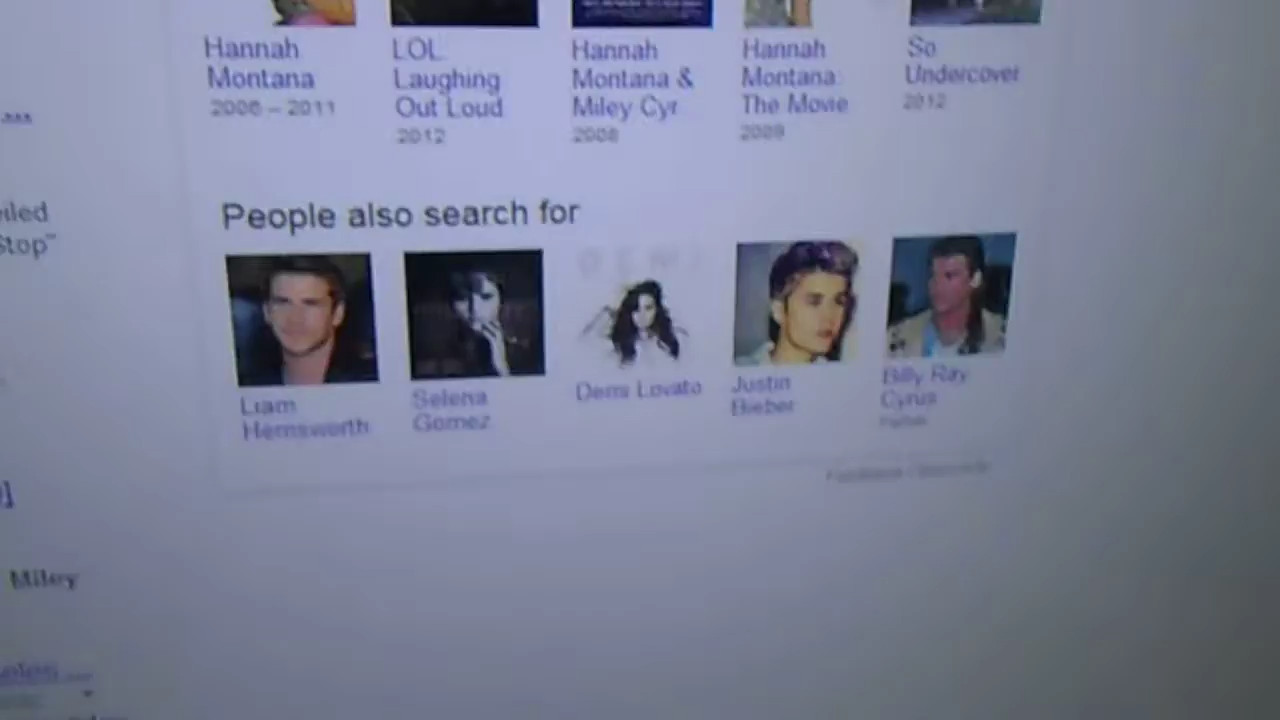 Hannah
Montana
2006 – 2011
LOL:
Laughing
Out Loud
2012
Hannah
Montana &
Miley Cyr
2008
Hannah
Montana:
The Movie
2009
So
Undercover
2012
...
Stop"
People also search for
Liam
Hemsworth
Selena
Gomez
Demi Lovato
Justin
Bieber
Billy Ray
Cyrus
Father
Miley